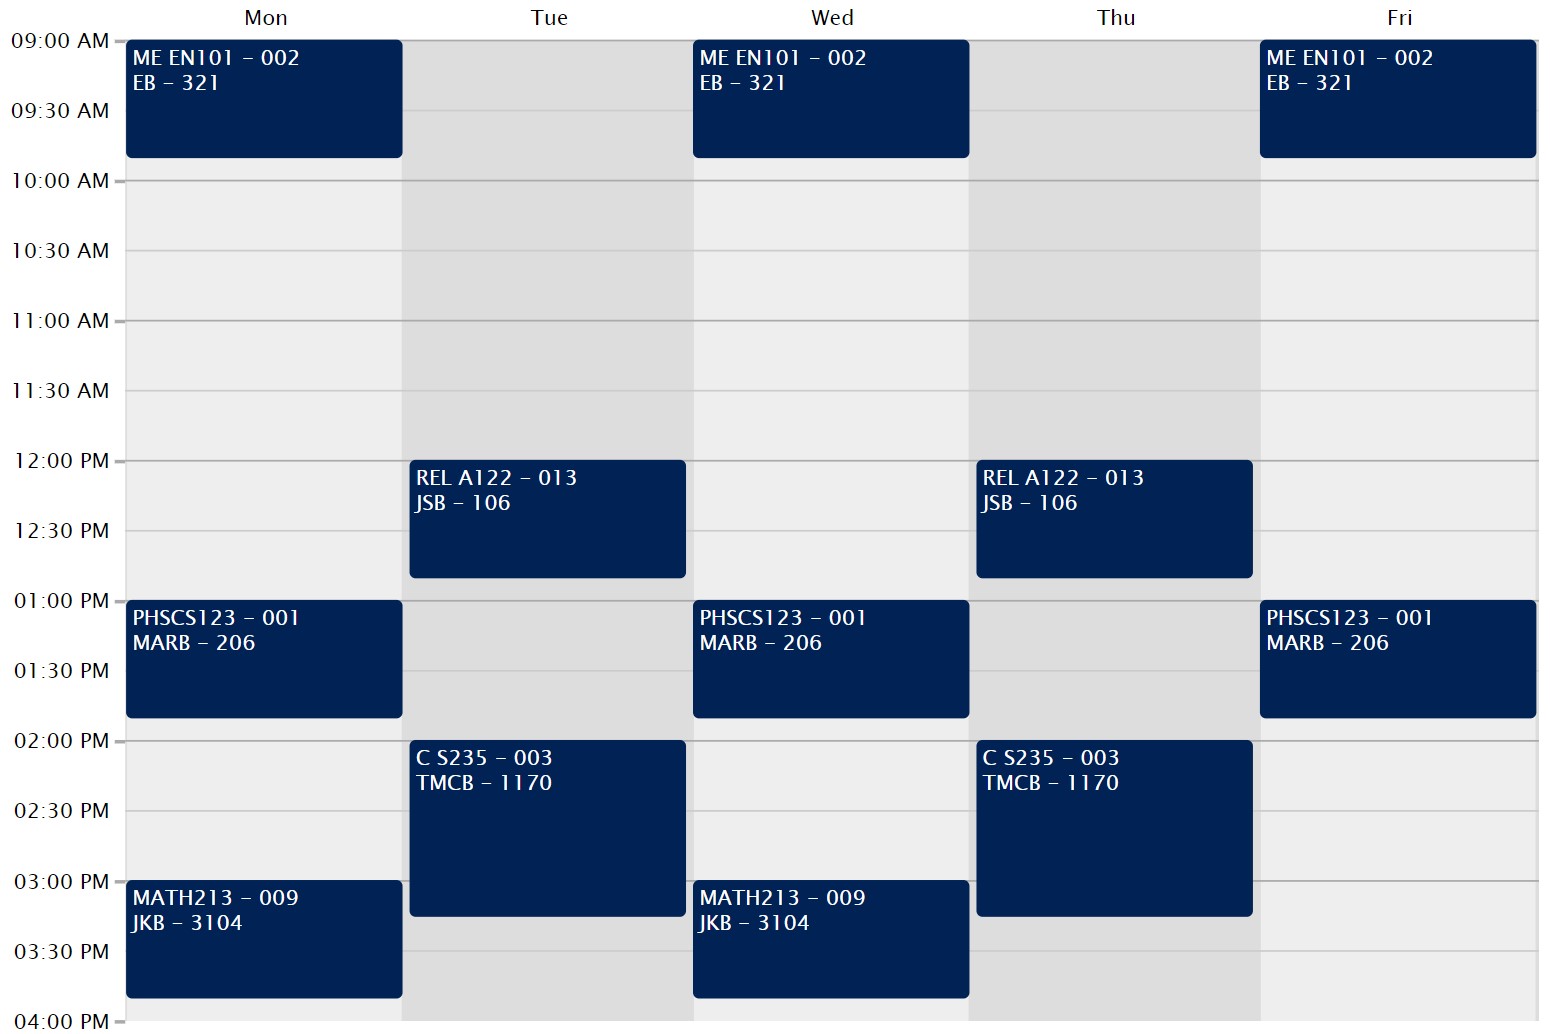 Mon Tue Wed Thu Fri
09:00 AM
ME EN101 – 002 ME EN101 – 002 ME EN101 – 002
EB – 321 EB – 321 EB – 321
09:30 AM
10:00 AM
10:30 AM
11:00 AM
11:30 AM
12:00 PM
REL A122 – 013 REL A122 – 013
JSB – 106 JSB – 106
12:30 PM
01:00 PM
PHSCS123 – 001 PHSCS123 – 001 PHSCS123 – 001
MARB – 206 MARB – 206 MARB – 206
01:30 PM
02:00 PM
C S235 – 003 C S235 – 003
TMCB – 1170 TMCB – 1170
02:30 PM
03:00 PM
MATH213 – 009 MATH213 – 009
JKB – 3104 JKB – 3104
03:30 PM
04:00 PM